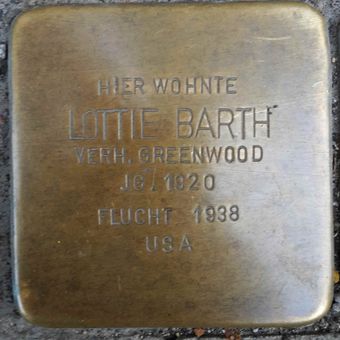 HIER WOHNTE
LOTTIE BARTH
VERH. GREENWOOD
JG. 1920
FLUCHT 1938
USA